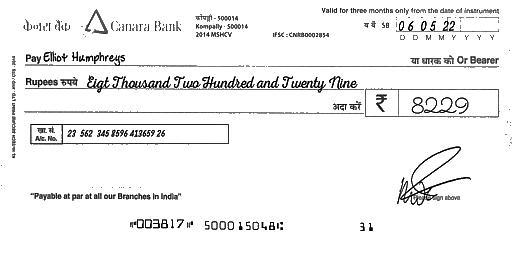 Valid for three months only from the date of instrument
केनरा बैंक Canara Bank
कोंपल्ली - 500014
Kompally - 500014
2014 MSHCV
IFSC : CNRB0002854
SB 06 05 22
D D M M Y Y Y Y
Pay Elliot Humphreys या धारक को Or Bearer
Rupees रुपये Eigt Thousand Two Hundred and Twenty Nine
अदा करें ₹ 8229
खा. सं.
A/c. No. 23 562 345 8596 413659 26
Please sign above
"Payable at par at all our Branches in India"
⑈003817⑈ 500015048⑆ 31